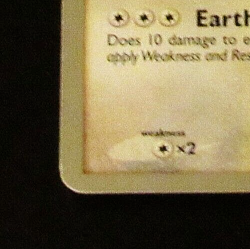 Earth
Does 10 damage to e
apply Weakness and Res
weakness
×2